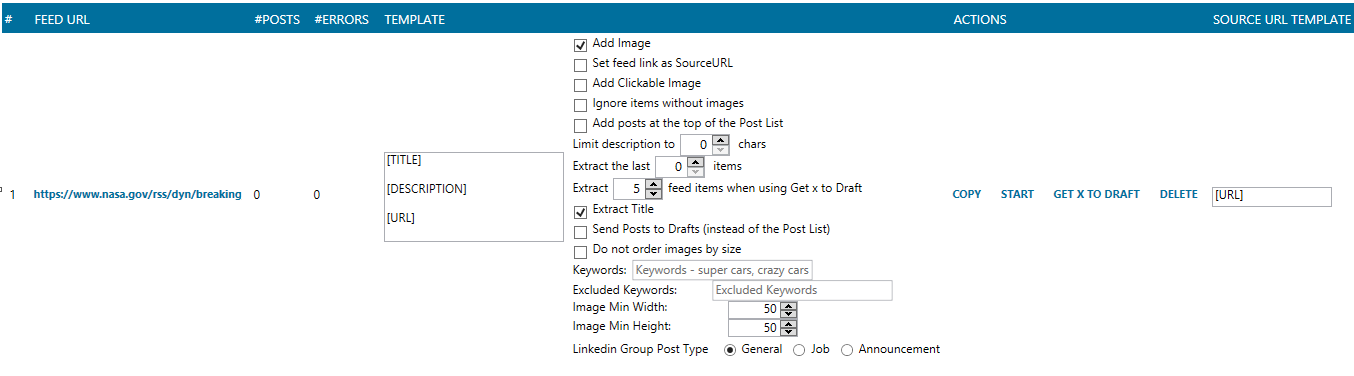 # FEED URL #POSTS #ERRORS TEMPLATE ACTIONS SOURCE URL TEMPLATE
Add Image
Set feed link as SourceURL
Add Clickable Image
Ignore items without images
Add posts at the top of the Post List
Limit description to 0 chars
[TITLE]
Extract the last 0 items
[DESCRIPTION]
Extract 5 feed items when using Get x to Draft
1 https://www.nasa.gov/rss/dyn/breaking 0 0 COPY START GET X TO DRAFT DELETE [URL]
Extract Title
[URL]
Send Posts to Drafts (instead of the Post List)
Do not order images by size
Keywords: Keywords - super cars, crazy cars
Excluded Keywords: Excluded Keywords
Image Min Width: 50
Image Min Height: 50
Linkedin Group Post Type General Job Announcement